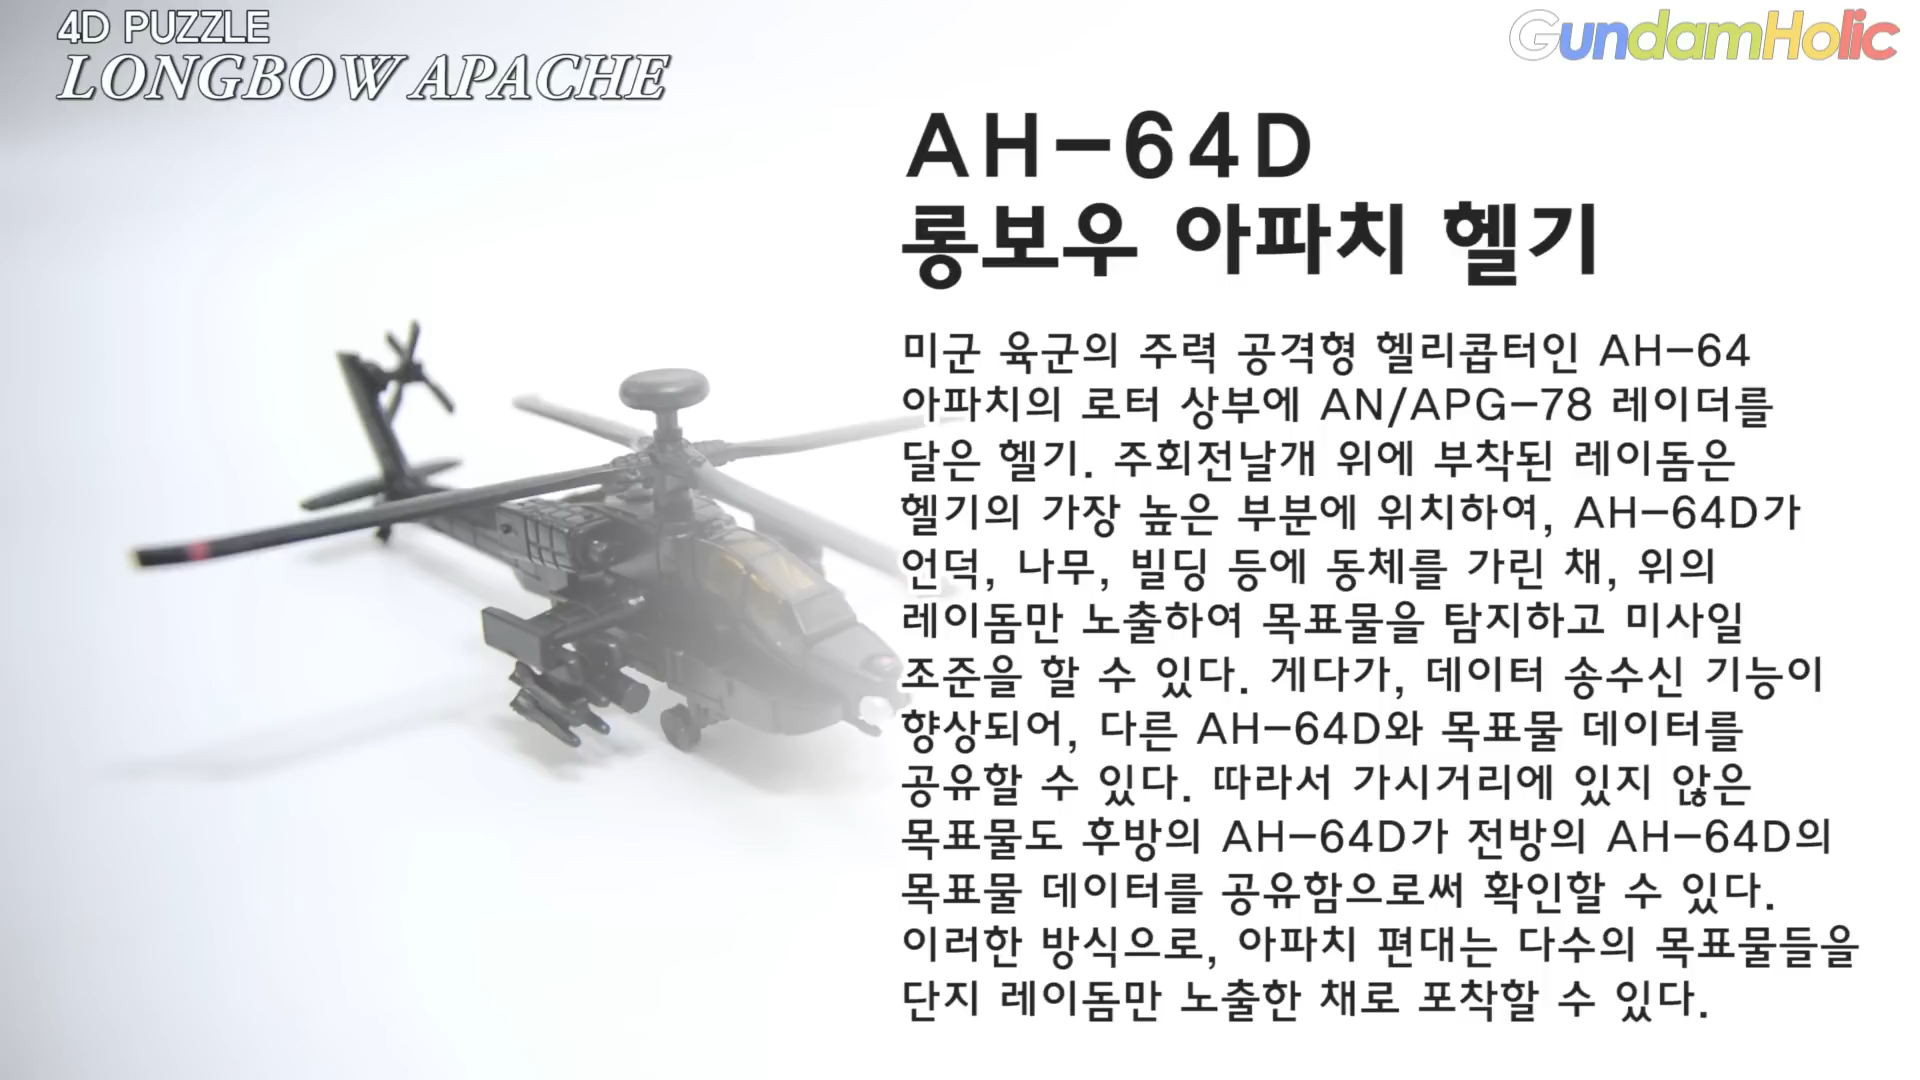 4D PUZZLE
LONGBOW APACHE
GundamHolic
AH-64D
롱보우 아파치 헬기
미군 육군의 주력 공격형 헬리콥터인 AH-64
아파치의 로터 상부에 AN/APG-78 레이더를
달은 헬기. 주회전날개 위에 부착된 레이돔은
헬기의 가장 높은 부분에 위치하여, AH-64D가
언덕, 나무, 빌딩 등에 동체를 가린 채, 위의
레이돔만 노출하여 목표물을 탐지하고 미사일
조준을 할 수 있다. 게다가, 데이터 송수신 기능이
향상되어, 다른 AH-64D와 목표물 데이터를
공유할 수 있다. 따라서 가시거리에 있지 않은
목표물도 후방의 AH-64D가 전방의 AH-64D의
목표물 데이터를 공유함으로써 확인할 수 있다.
이러한 방식으로, 아파치 편대는 다수의 목표물들을
단지 레이돔만 노출한 채로 포착할 수 있다.